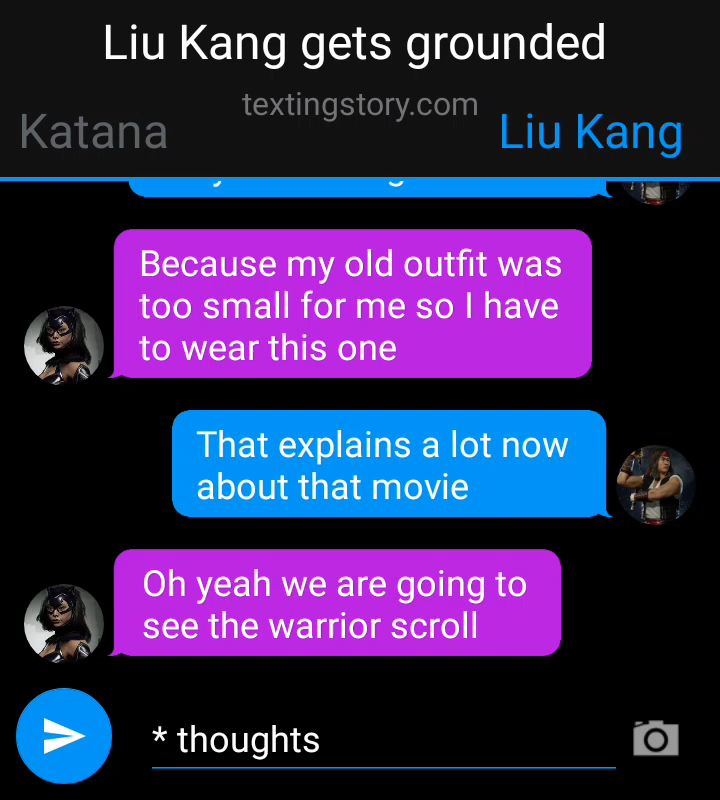 Liu Kang gets grounded
textingstory.com
Katana
Liu Kang
Because my old outfit was
too small for me so I have
to wear this one
That explains a lot now
about that movie
Oh yeah we are going to
see the warrior scroll
* thoughts